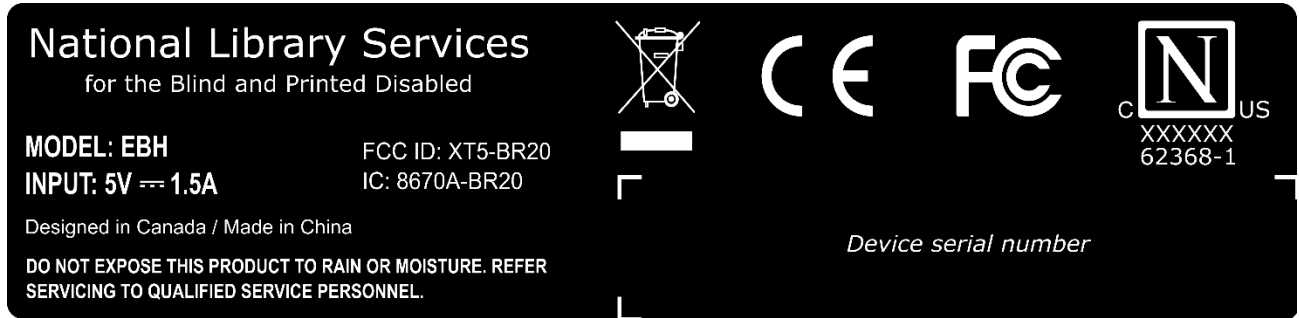 National Library Services
for the Blind and Printed Disabled
MODEL: EBH
INPUT: 5V ⎓ 1.5A
FCC ID: XT5-BR20
IC: 8670A-BR20
Designed in Canada / Made in China
DO NOT EXPOSE THIS PRODUCT TO RAIN OR MOISTURE. REFER
SERVICING TO QUALIFIED SERVICE PERSONNEL.
CE
FC
C N US
XXXXXX
62368-1
Device serial number